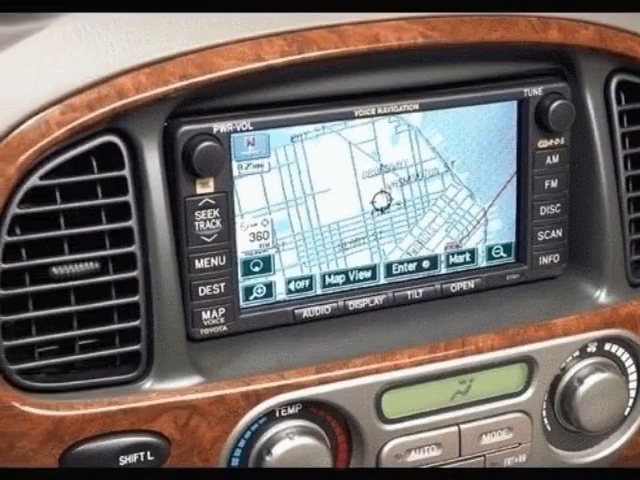 VOICE NAVIGATION
TUNE
PWR-VOL
N
AM
FM
DISC
SCAN
INFO
SEEK
TRACK
MENU
DEST
MAP
VOICE
TOYOTA
360
OFF
Map View
Enter
Mark
AUDIO
DISPLAY
TILT
OPEN
TEMP
AUTO
MODE
SHIFT L